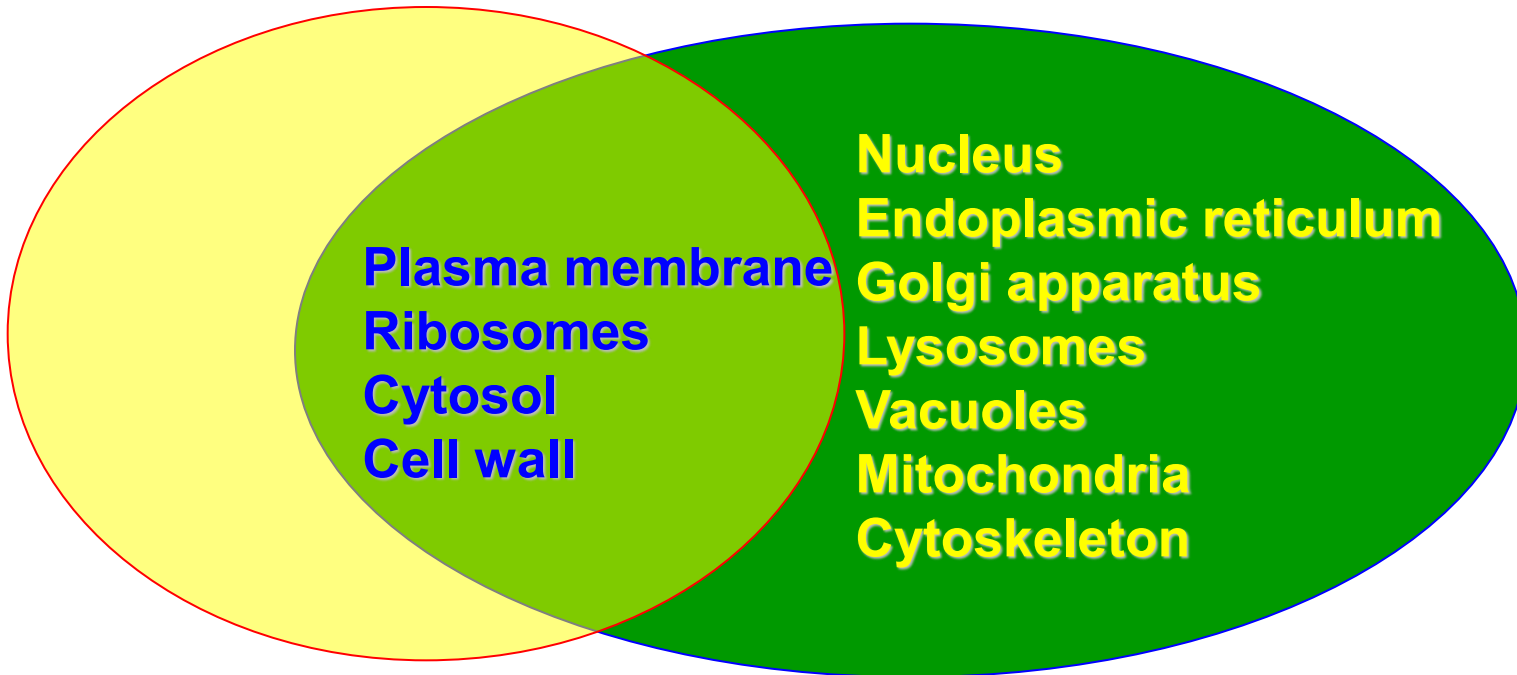 Plasma membrane
Ribosomes
Cytosol
Cell wall
Nucleus
Endoplasmic reticulum
Golgi apparatus
Lysosomes
Vacuoles
Mitochondria
Cytoskeleton